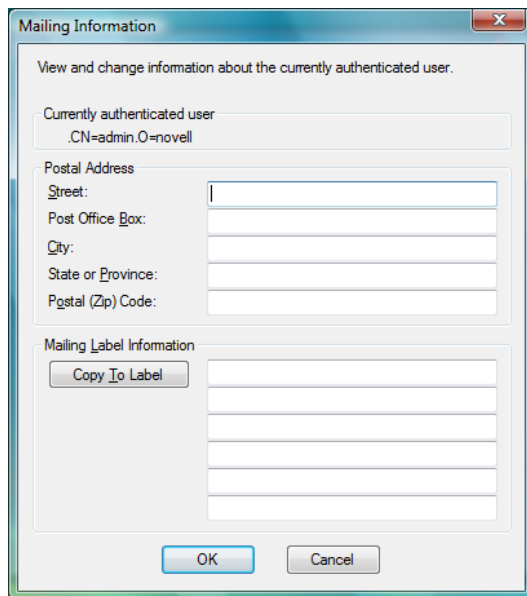 Mailing Information
View and change information about the currently authenticated user.
Currently authenticated user
.CN=admin.O=novell
Postal Address
Street:
Post Office Box:
City:
State or Province:
Postal (Zip) Code:
Mailing Label Information
Copy To Label
OK Cancel